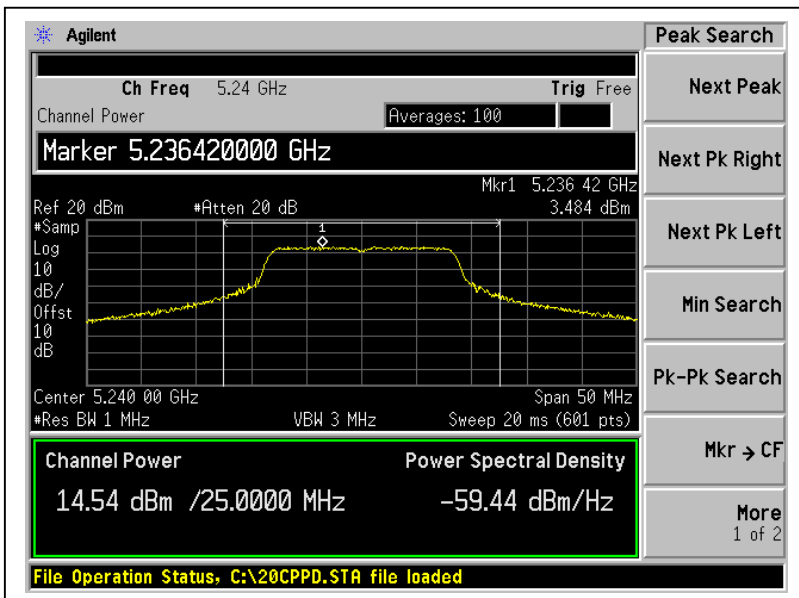 Agilent
Peak Search
Ch Freq 5.24 GHz Trig Free
Channel Power Averages: 100
Marker 5.236420000 GHz
Mkr1 5.236 42 GHz
Ref 20 dBm #Atten 20 dB 3.484 dBm
#Samp
Log
10
dB/
Offst
10
dB
1
Center 5.240 00 GHz Span 50 MHz
#Res BW 1 MHz VBW 3 MHz Sweep 20 ms (601 pts)
Channel Power Power Spectral Density
14.54 dBm /25.0000 MHz -59.44 dBm/Hz
File Operation Status, C:\20CPPD.STA file loaded
Next Peak
Next Pk Right
Next Pk Left
Min Search
Pk-Pk Search
Mkr → CF
More
1 of 2